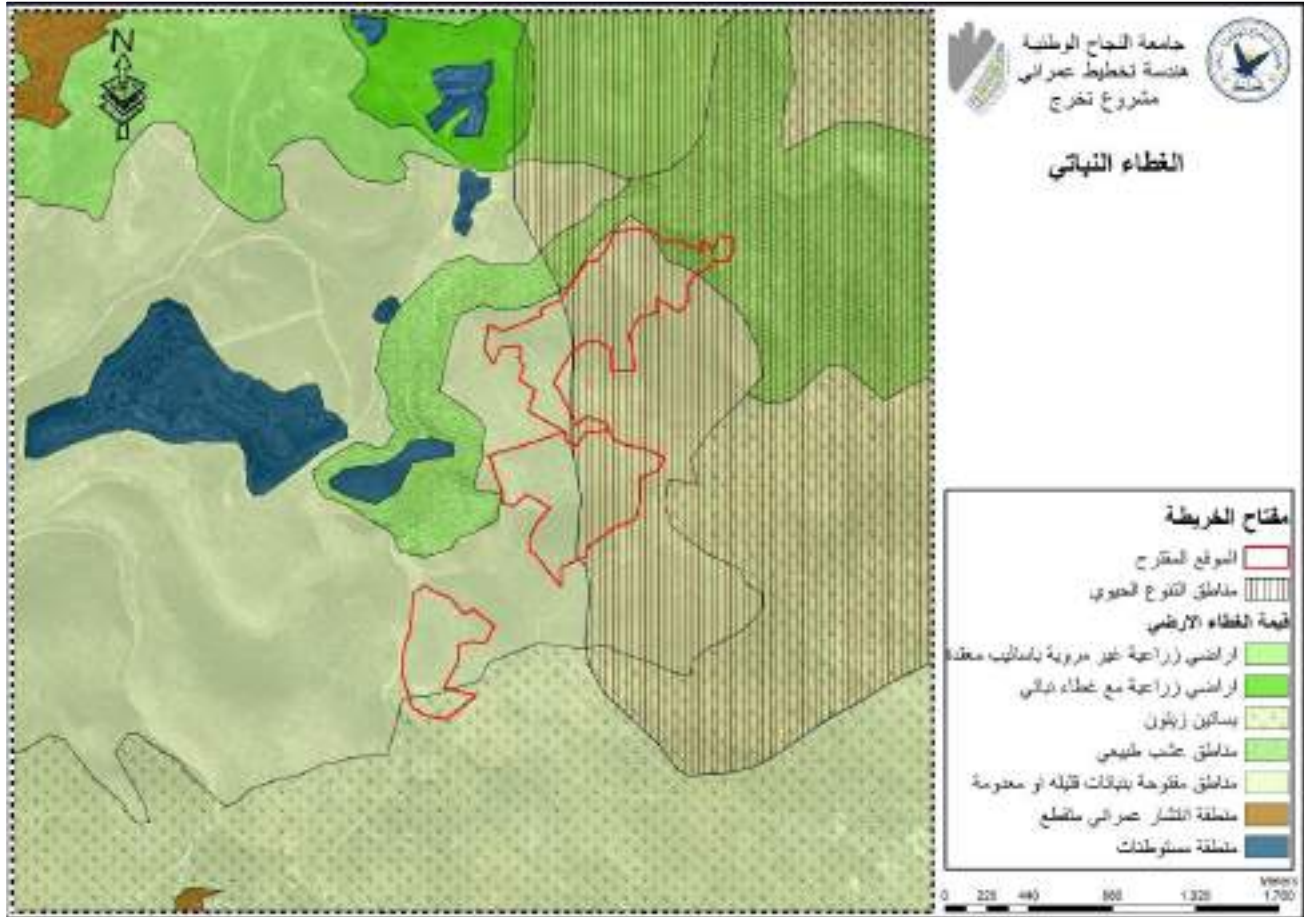 جامعة النجاح الوطنية
هندسة تخطيط عمراني
مشروع تخرج
الغطاء النباتي
N
مفتاح الخريطة
الموقع المقترح
مناطق التنوع الحيوي
قيمة الغطاء الارضي
اراضي زراعية غير مروية باساليب معقدة
اراضي زراعية مع غطاء نباتي
بساتين زيتون
مناطق عشب طبيعي
مناطق مفتوحة بنباتات قليله او معدومة
منطقة انتشار عمراني متقطع
منطقة مستوطنات
Meters
0 220 440 880 1,320 1,760